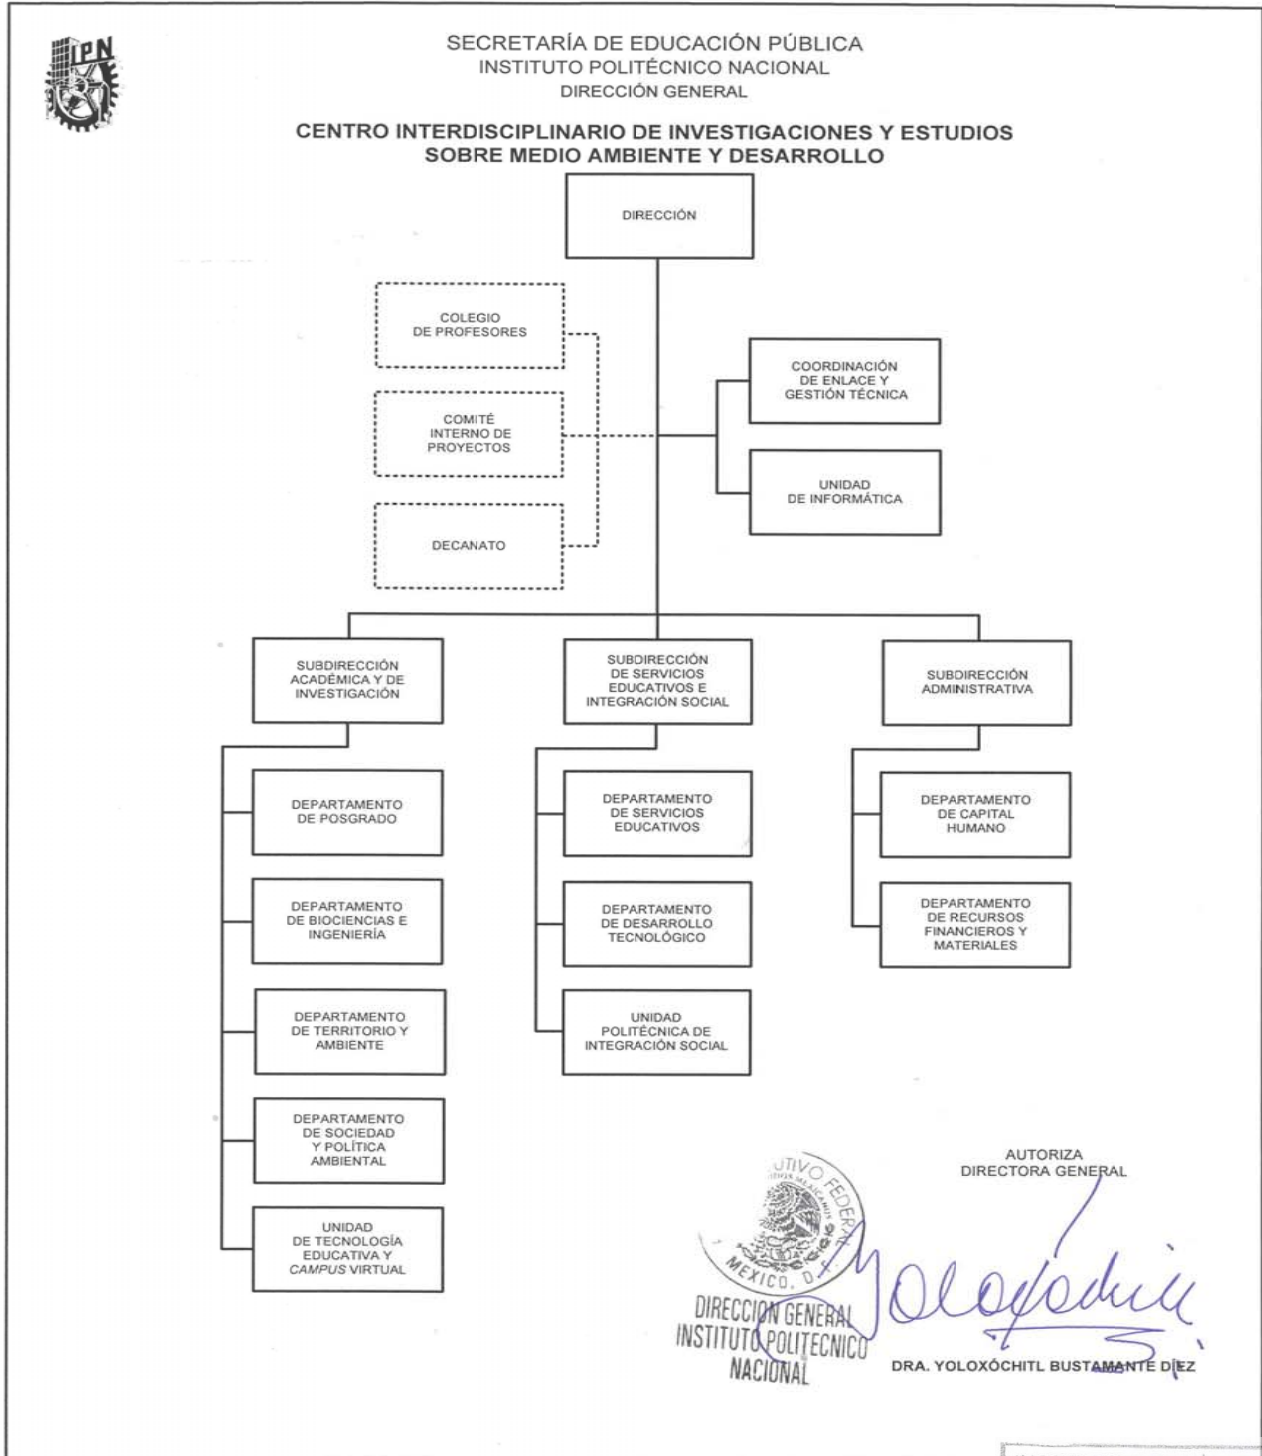 IPN
SECRETARÍA DE EDUCACIÓN PÚBLICA
INSTITUTO POLITÉCNICO NACIONAL
DIRECCIÓN GENERAL
CENTRO INTERDISCIPLINARIO DE INVESTIGACIONES Y ESTUDIOS
SOBRE MEDIO AMBIENTE Y DESARROLLO
DIRECCIÓN
COLEGIO
DE PROFESORES
COMITÉ
INTERNO DE
PROYECTOS
DECANATO
COORDINACIÓN
DE ENLACE Y
GESTIÓN TÉCNICA
UNIDAD
DE INFORMÁTICA
SUBDIRECCIÓN
ACADÉMICA Y DE
INVESTIGACIÓN
DEPARTAMENTO
DE POSGRADO
DEPARTAMENTO
DE BIOCIENCIAS E
INGENIERÍA
DEPARTAMENTO
DE TERRITORIO Y
AMBIENTE
DEPARTAMENTO
DE SOCIEDAD
Y POLÍTICA
AMBIENTAL
UNIDAD
DE TECNOLOGÍA
EDUCATIVA Y
CAMPUS VIRTUAL
SUBDIRECCIÓN
DE SERVICIOS
EDUCATIVOS E
INTEGRACIÓN SOCIAL
DEPARTAMENTO
DE SERVICIOS
EDUCATIVOS
DEPARTAMENTO
DE DESARROLLO
TECNOLÓGICO
UNIDAD
POLITÉCNICA DE
INTEGRACIÓN SOCIAL
SUBDIRECCIÓN
ADMINISTRATIVA
DEPARTAMENTO
DE CAPITAL
HUMANO
DEPARTAMENTO
DE RECURSOS
FINANCIEROS Y
MATERIALES
AUTORIZA
DIRECTORA GENERAL
UTIVO FEDERAL
MEXICO, D. F.
DIRECCION GENERAL
INSTITUTO POLITECNICO
NACIONAL
Yoloxóchitl
DRA. YOLOXÓCHITL BUSTAMANTE DÍEZ